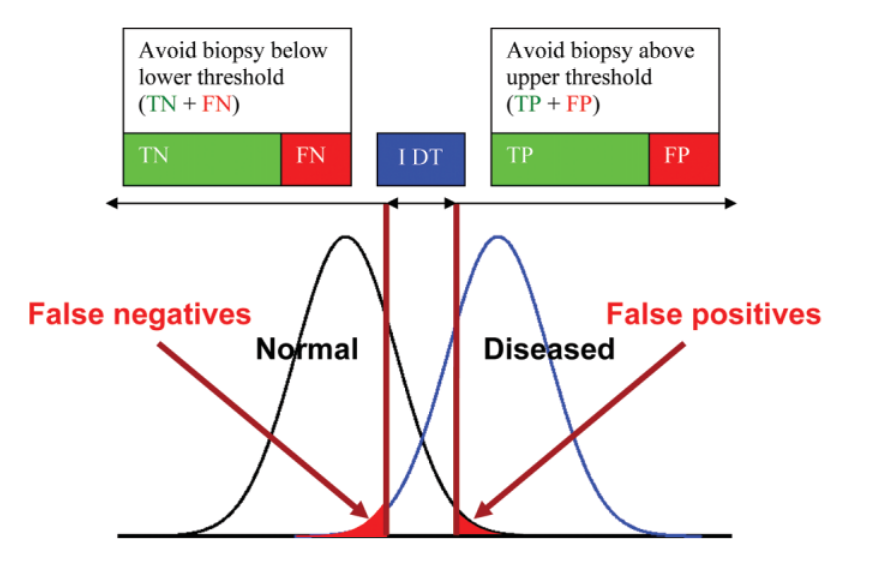 Avoid biopsy below
lower threshold
(TN + FN)
TN
FN
I DT
Avoid biopsy above
upper threshold
(TP + FP)
TP
FP
False negatives
False positives
Normal
Diseased